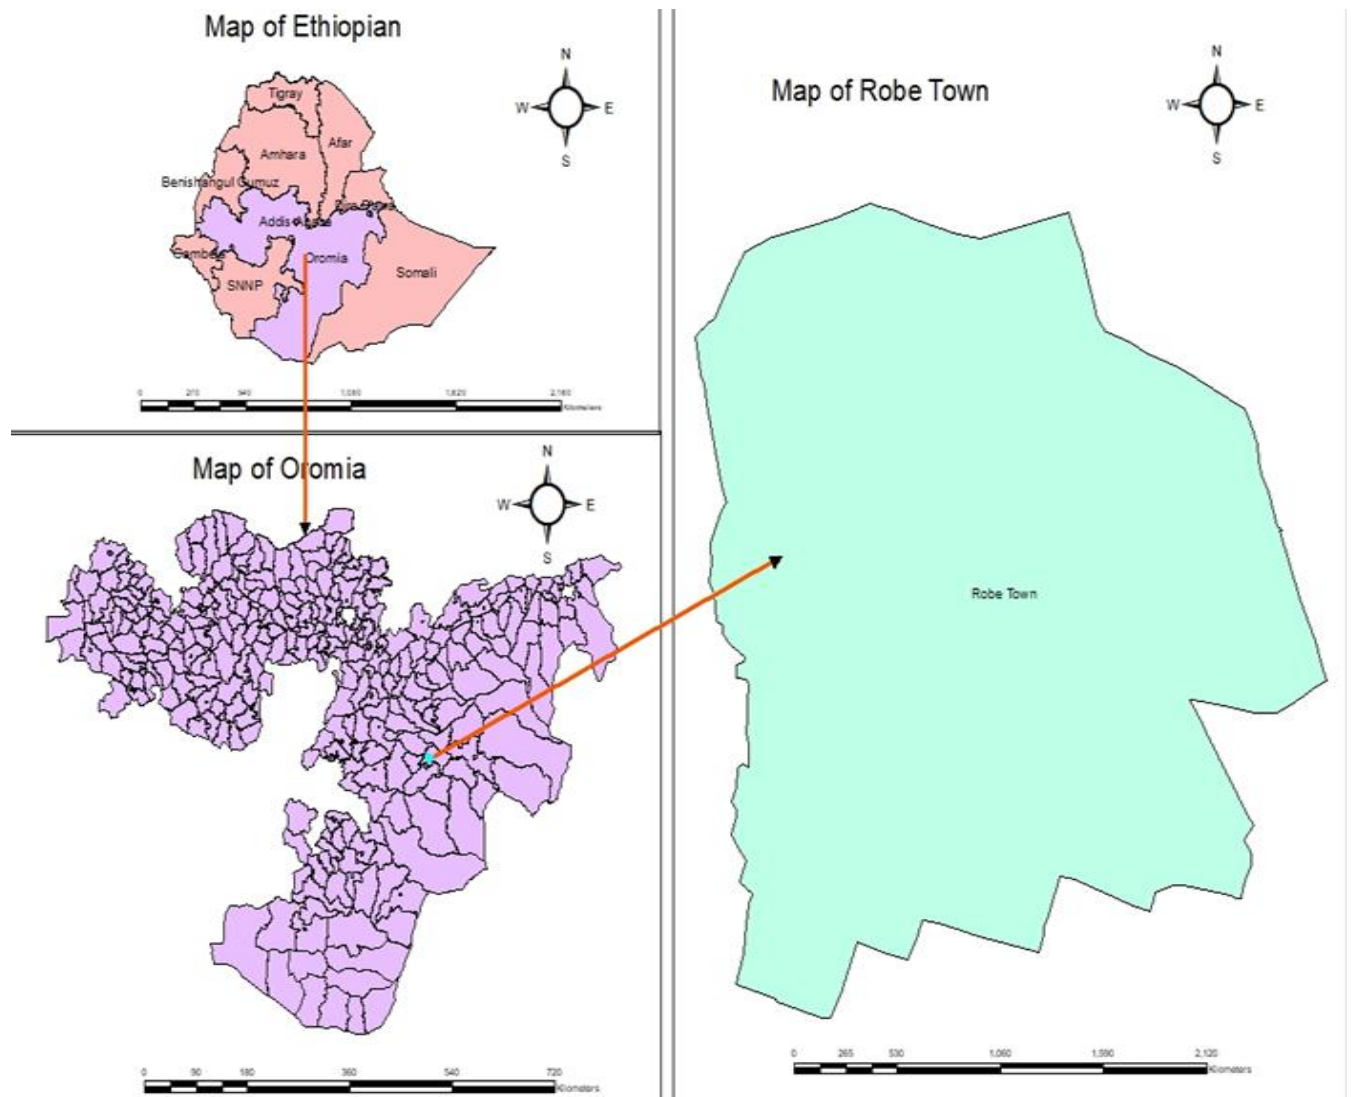 Map of Ethiopian
N
W E
S
Tigray
Afar
Amhara
Benishangul Gumuz
Addis Ababa
Oromia
SNNP
Somali
0 270 540 1,080 1,620 2,160
Kilometers
Map of Oromia
N
W E
S
0 90 180 360 540 720
Kilometers
Map of Robe Town
N
W E
S
Robe Town
0 265 530 1,060 1,590 2,120
Kilometers